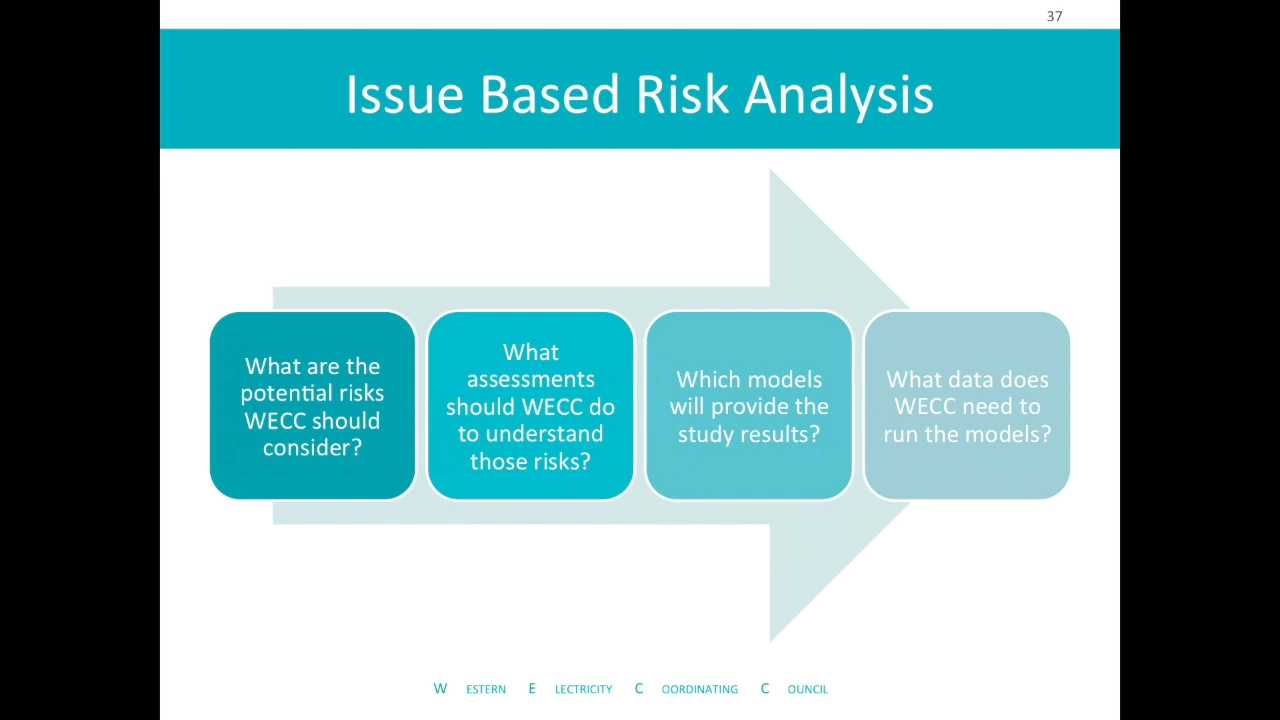 37
Issue Based Risk Analysis
What are the
potential risks
WECC should
consider?
What
assessments
should WECC do
to understand
those risks?
Which models
will provide the
study results?
What data does
WECC need to
run the models?
W ESTERN E LECTRICITY C OORDINATING C OUNCIL